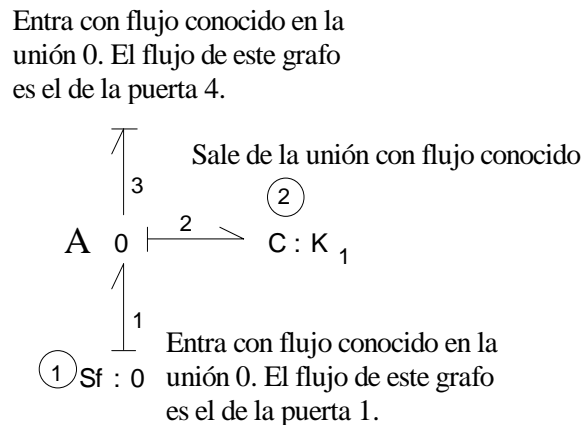 Entra con flujo conocido en la
unión 0. El flujo de este grafo
es el de la puerta 4.
Sale de la unión con flujo conocido
3
2
2
A 0
C : K 1
1
Entra con flujo conocido en la
1 Sf : 0 unión 0. El flujo de este grafo
es el de la puerta 1.